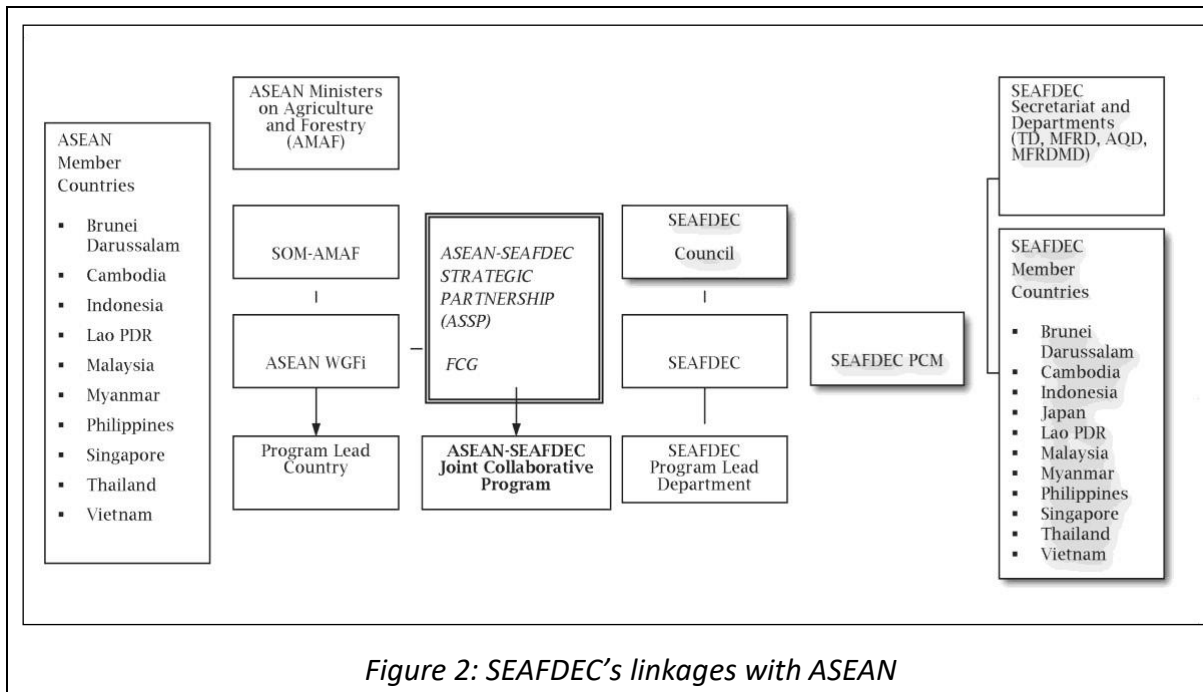 ASEAN
Member
Countries
▪ Brunei
Darussalam
▪ Cambodia
▪ Indonesia
▪ Lao PDR
▪ Malaysia
▪ Myanmar
▪ Philippines
▪ Singapore
▪ Thailand
▪ Vietnam
ASEAN Ministers
on Agriculture
and Forestry
(AMAF)
SOM-AMAF
ASEAN WGFi
Program Lead
Country
ASEAN-SEAFDEC
STRATEGIC
PARTNERSHIP
(ASSP)
FCG
ASEAN-SEAFDEC
Joint Collaborative
Program
SEAFDEC
Council
SEAFDEC
SEAFDEC
Program Lead
Department
SEAFDEC PCM
SEAFDEC
Secretariat and
Departments
(TD, MFRD, AQD,
MFRDMD)
SEAFDEC
Member
Countries
▪ Brunei
Darussalam
▪ Cambodia
▪ Indonesia
▪ Japan
▪ Lao PDR
▪ Malaysia
▪ Myanmar
▪ Philippines
▪ Singapore
▪ Thailand
▪ Vietnam
Figure 2: SEAFDEC's linkages with ASEAN